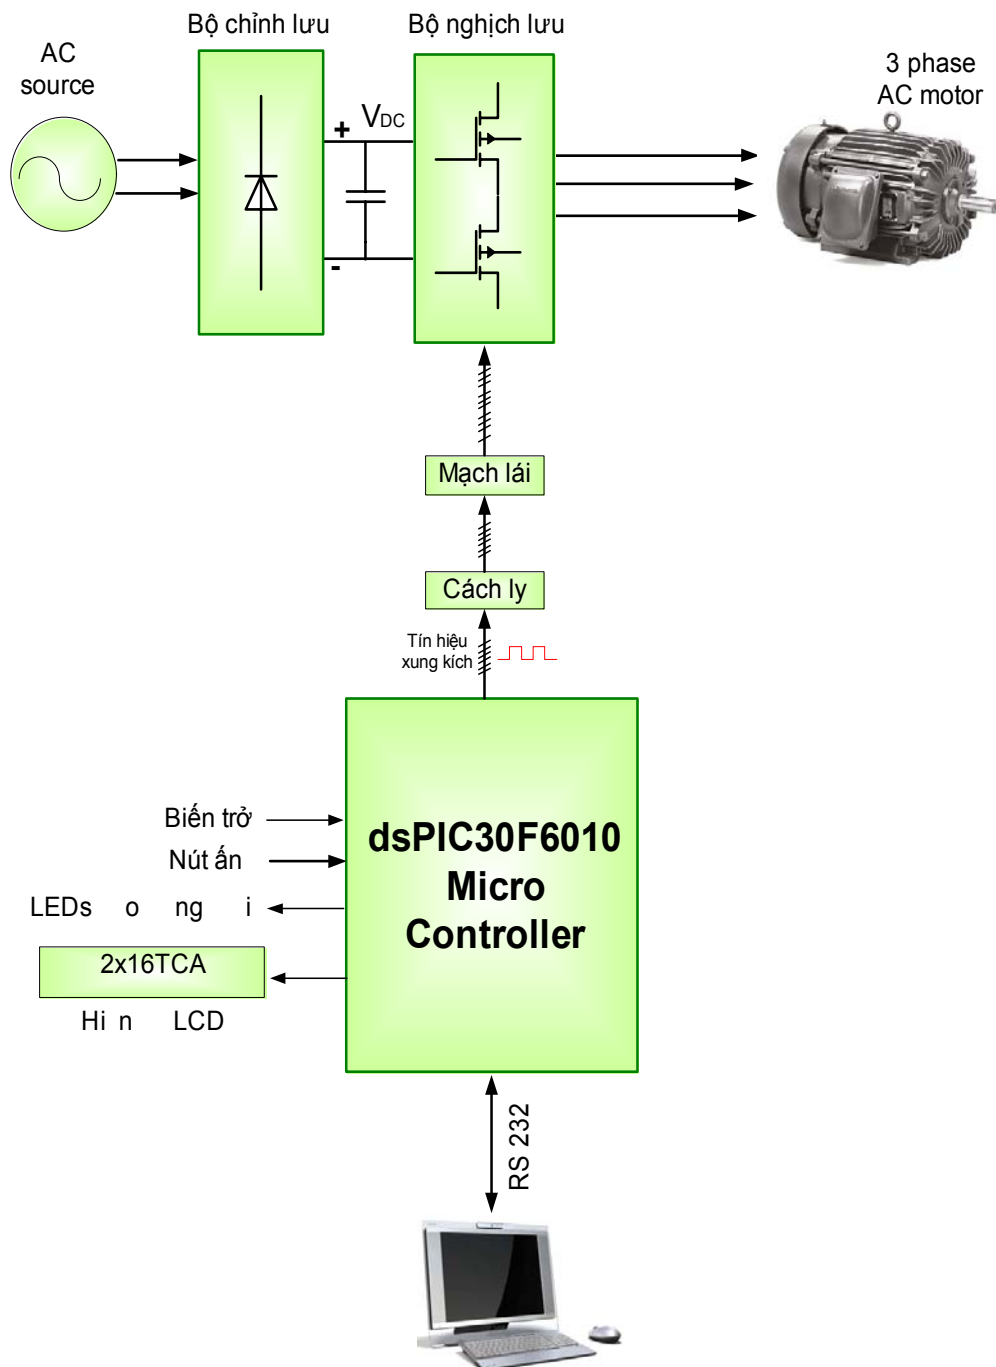 Bộ chỉnh lưu
Bộ nghịch lưu
AC
source
3 phase
AC motor
+
VDC
-
Mạch lái
Cách ly
Tín hiệu
xung kích
dsPIC30F6010
Micro
Controller
Biến trở
Nút ấn
LEDs o ng i
2x16TCA
Hi n LCD
RS 232